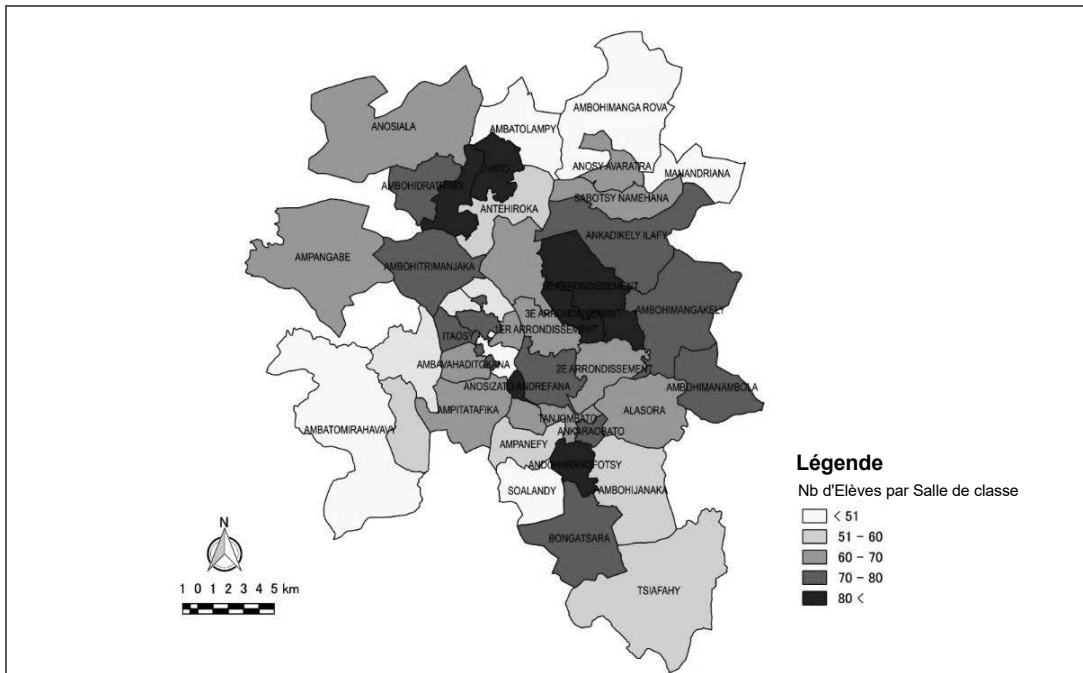 AMBOHIMANGA ROVA
ANOSIALA
AMBATOLAMPY
IVATO
ANOSY AVARATRA
MANANDRIANA
AMBOHIDRATRIMO
SABOTSY NAMEHANA
ANTEHIROKA
ANKADIKELY ILAFY
AMPANGABE
AMBOHITRIMANJAKA
ARRONDISSEMENT
AMBOHIMANGAKELY
3E ARRONDISSEMENT
1ER ARRONDISSEMENT
ITAOSY
AMBAVAHADITOKANA
2E ARRONDISSEMENT
ANOSIZATO ANDREFANA
AMBOHIMANAMBOLA
AMPITATAFIKA
ALASORA
TANJOMBATO
AMBATOMIRAHAVAVY
ANKARAOBATO
AMPANEFY
ANDOHARANOFOTSY
SOALANDY
AMBOHIJANAKA
BONGATSARA
TSIAFAHY
N
1 0 1 2 3 4 5 km
Légende
Nb d'Elèves par Salle de classe
< 51
51 - 60
60 - 70
70 - 80
80 <